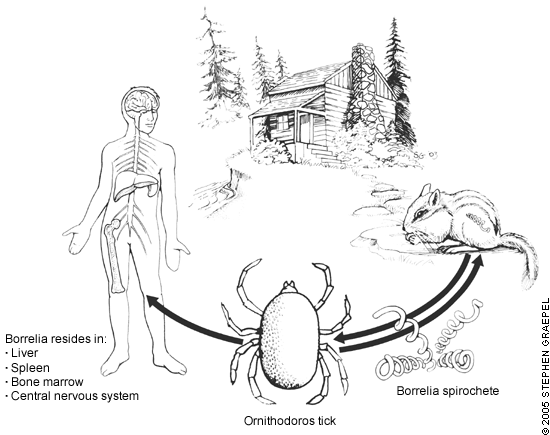 Borrelia resides in:
· Liver
· Spleen
· Bone marrow
· Central nervous system
Ornithodoros tick
Borrelia spirochete
© 2005 STEPHEN GRAEPEL